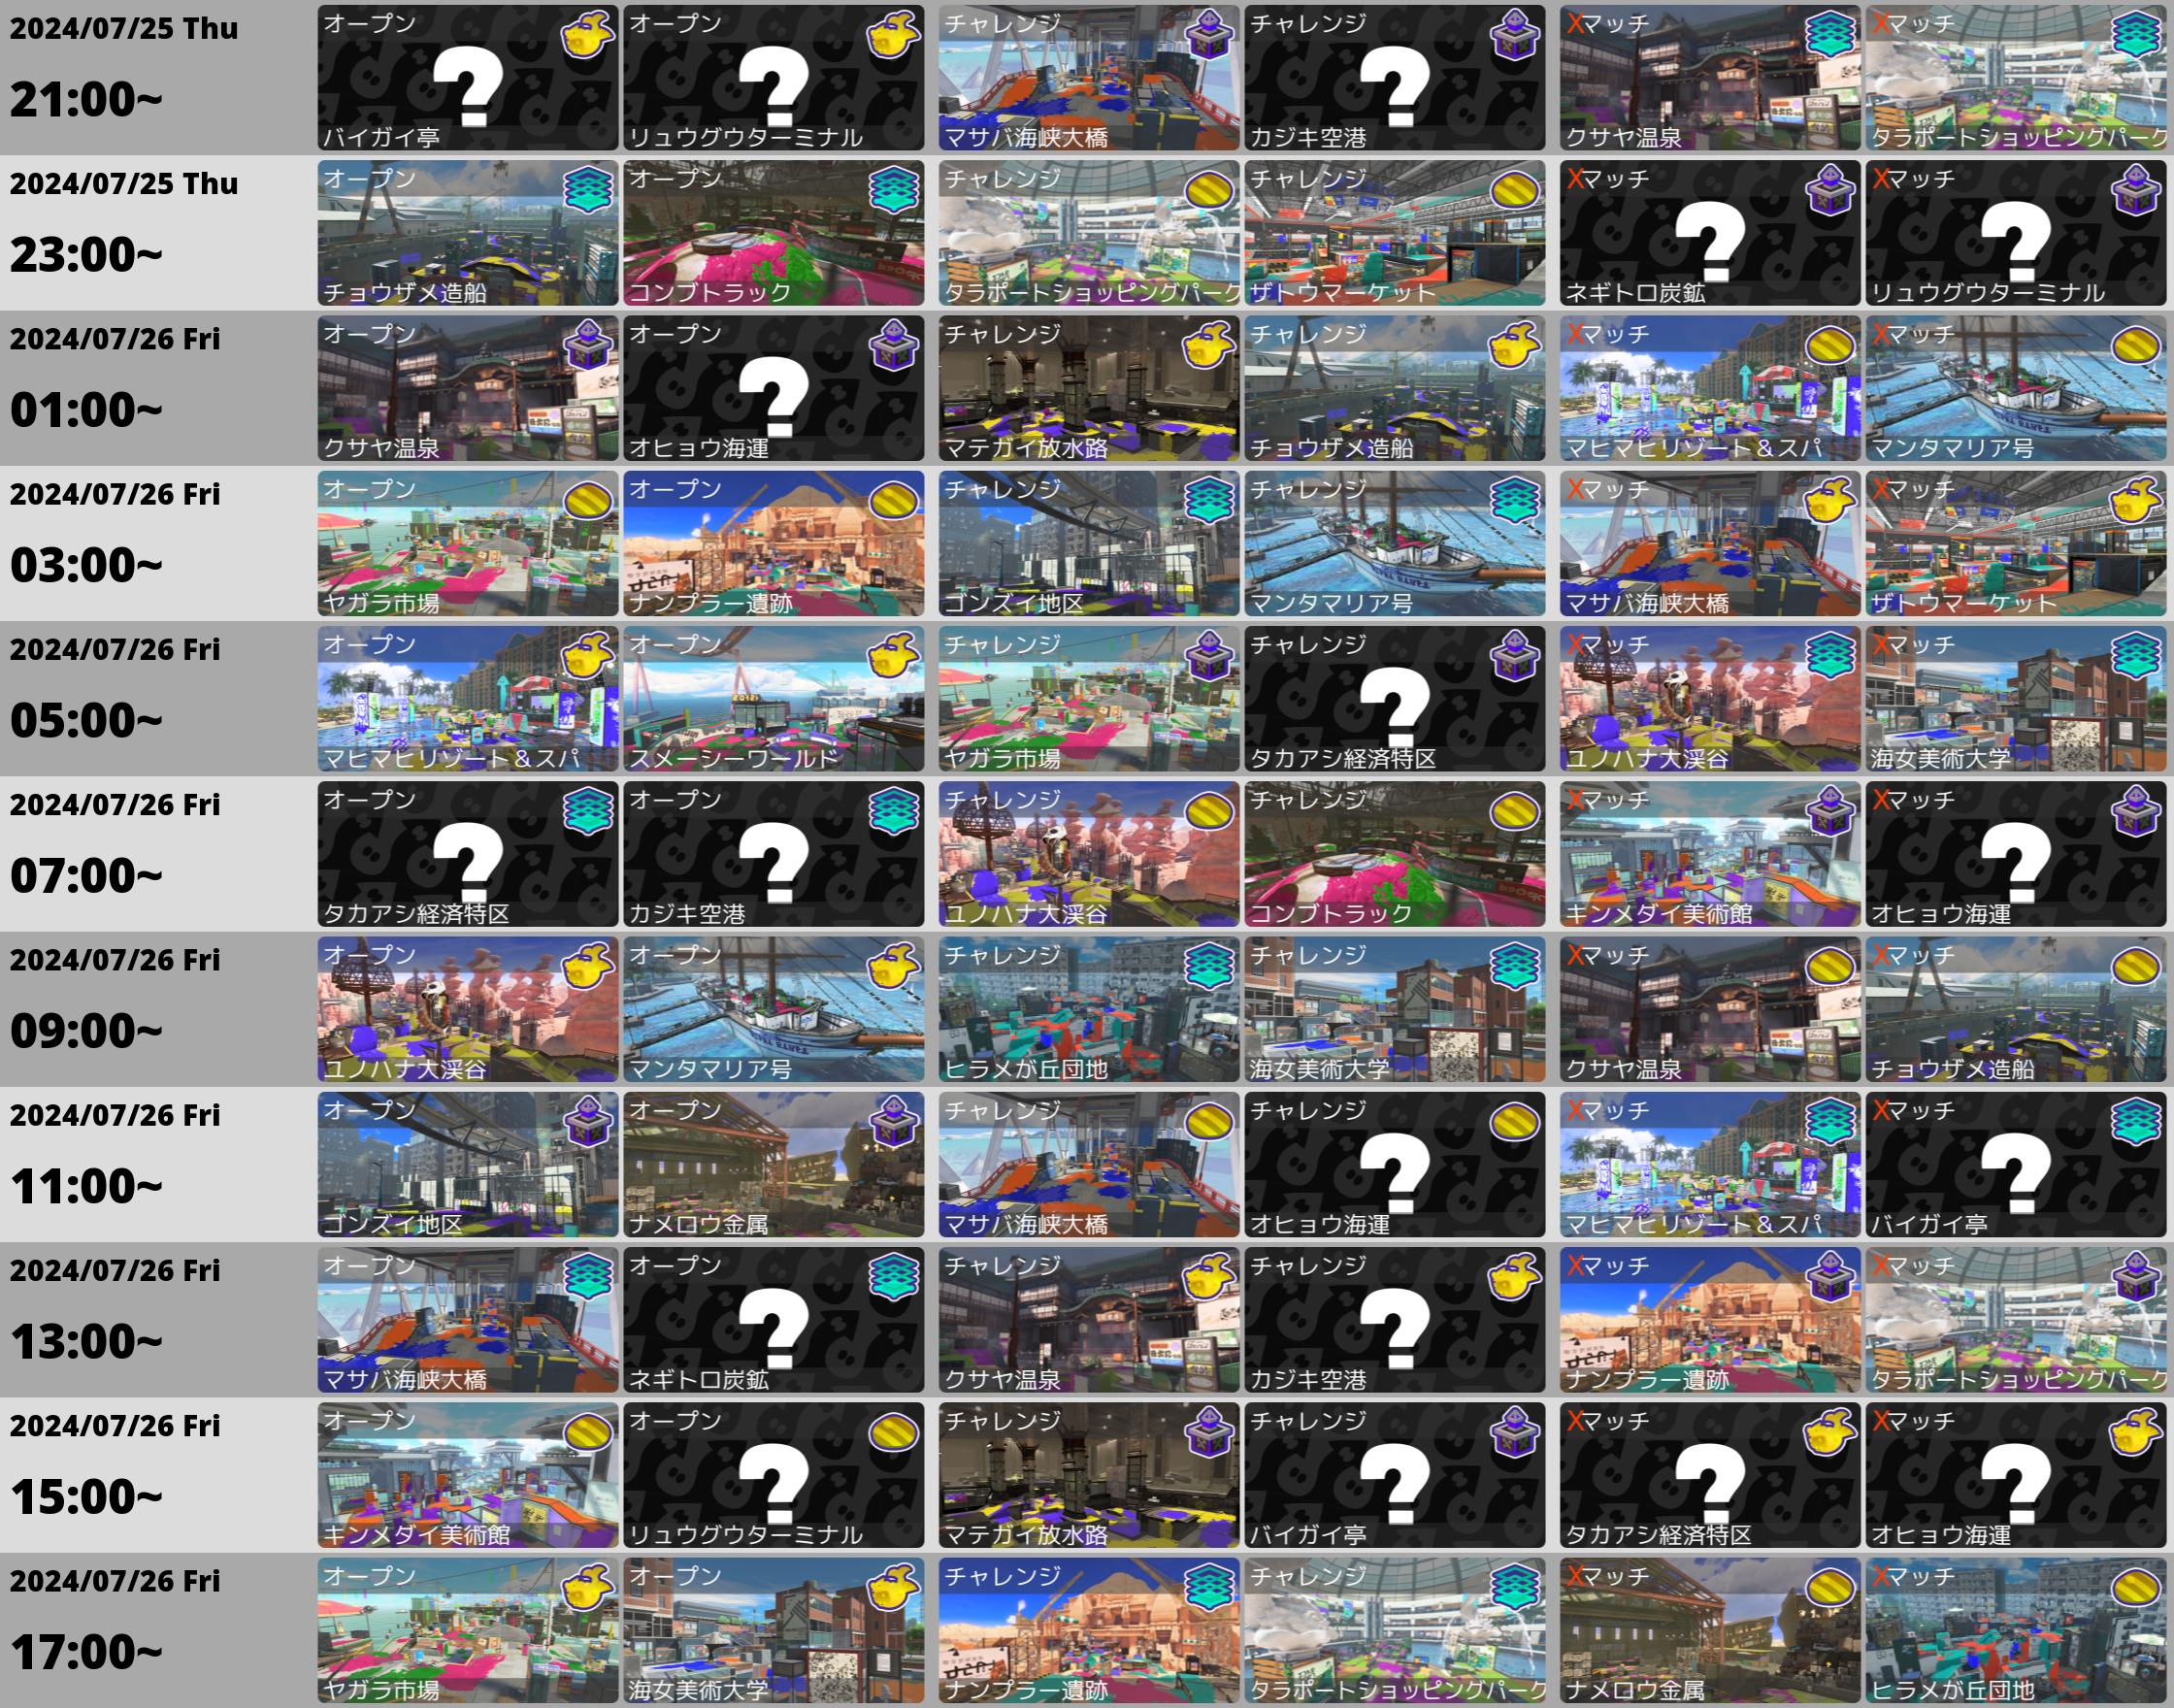 2024/07/25 Thu
21:00~
オープン
バイガイ亭
オープン
リュウグウターミナル
チャレンジ
マサバ海峡大橋
チャレンジ
カジキ空港
Xマッチ
クサヤ温泉
Xマッチ
タラポートショッピングパーク
2024/07/25 Thu
23:00~
オープン
チョウザメ造船
オープン
コンブトラック
チャレンジ
タラポートショッピングパーク
チャレンジ
ザトウマーケット
Xマッチ
ネギトロ炭鉱
Xマッチ
リュウグウターミナル
2024/07/26 Fri
01:00~
オープン
クサヤ温泉
オープン
オヒョウ海運
チャレンジ
マテガイ放水路
チャレンジ
チョウザメ造船
Xマッチ
マヒマヒリゾート&スパ
Xマッチ
マンタマリア号
2024/07/26 Fri
03:00~
オープン
ヤガラ市場
オープン
ナンプラー遺跡
チャレンジ
ゴンズイ地区
チャレンジ
マンタマリア号
Xマッチ
マサバ海峡大橋
Xマッチ
ザトウマーケット
2024/07/26 Fri
05:00~
オープン
マヒマヒリゾート&スパ
オープン
スメーシーワールド
チャレンジ
ヤガラ市場
チャレンジ
タカアシ経済特区
Xマッチ
ユノハナ大渓谷
Xマッチ
海女美術大学
2024/07/26 Fri
07:00~
オープン
タカアシ経済特区
オープン
カジキ空港
チャレンジ
ユノハナ大渓谷
チャレンジ
コンブトラック
Xマッチ
キンメダイ美術館
Xマッチ
オヒョウ海運
2024/07/26 Fri
09:00~
オープン
ユノハナ大渓谷
オープン
マンタマリア号
チャレンジ
ヒラメが丘団地
チャレンジ
海女美術大学
Xマッチ
クサヤ温泉
Xマッチ
チョウザメ造船
2024/07/26 Fri
11:00~
オープン
ゴンズイ地区
オープン
ナメロウ金属
チャレンジ
マサバ海峡大橋
チャレンジ
オヒョウ海運
Xマッチ
マヒマヒリゾート&スパ
Xマッチ
バイガイ亭
2024/07/26 Fri
13:00~
オープン
マサバ海峡大橋
オープン
ネギトロ炭鉱
チャレンジ
クサヤ温泉
チャレンジ
カジキ空港
Xマッチ
ナンプラー遺跡
Xマッチ
タラポートショッピングパーク
2024/07/26 Fri
15:00~
オープン
キンメダイ美術館
オープン
リュウグウターミナル
チャレンジ
マテガイ放水路
チャレンジ
バイガイ亭
Xマッチ
タカアシ経済特区
Xマッチ
オヒョウ海運
2024/07/26 Fri
17:00~
オープン
ヤガラ市場
オープン
海女美術大学
チャレンジ
ナンプラー遺跡
チャレンジ
タラポートショッピングパーク
Xマッチ
ナメロウ金属
Xマッチ
ヒラメが丘団地